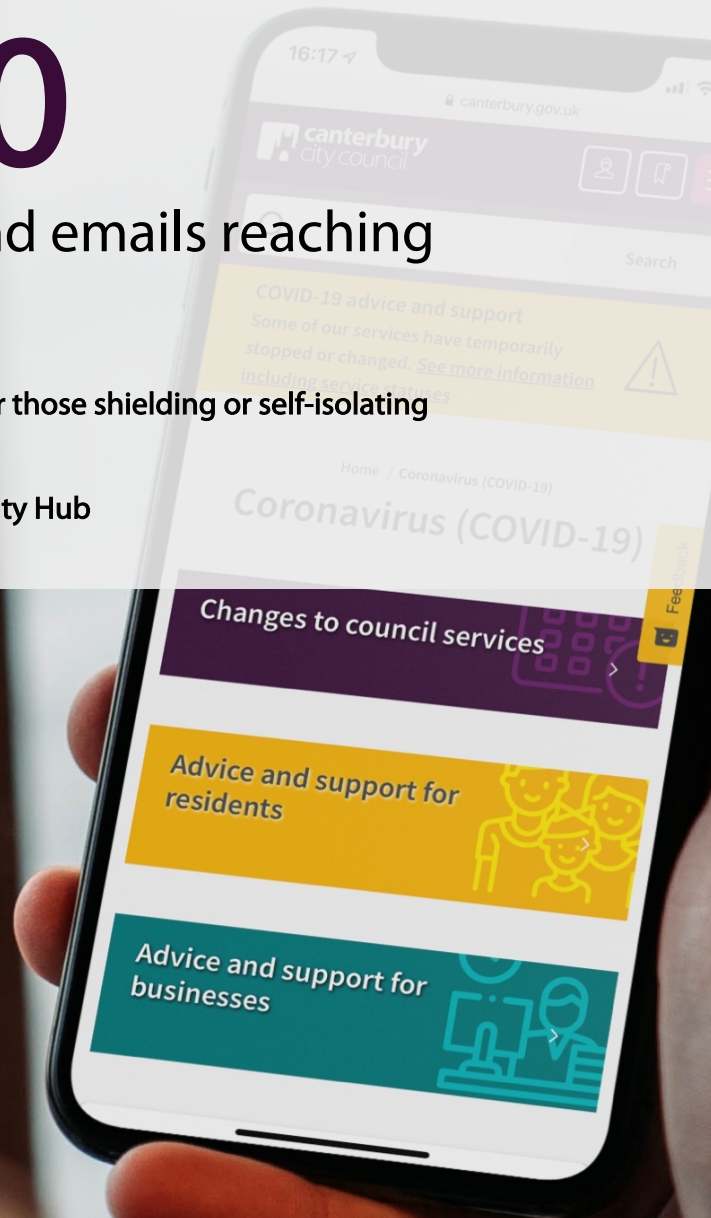 0
16:17
canterbury.gov.uk
canterbury
city council
nd emails reaching
Search
COVID-19 advice and support
Some of our services have temporarily
stopped or changed. See more information
including service statuses
r those shielding or self-isolating
Home / Coronavirus (COVID-19)
Coronavirus (COVID-19)
ty Hub
Feedback
Changes to council services
Advice and support for
residents
Advice and support for
businesses